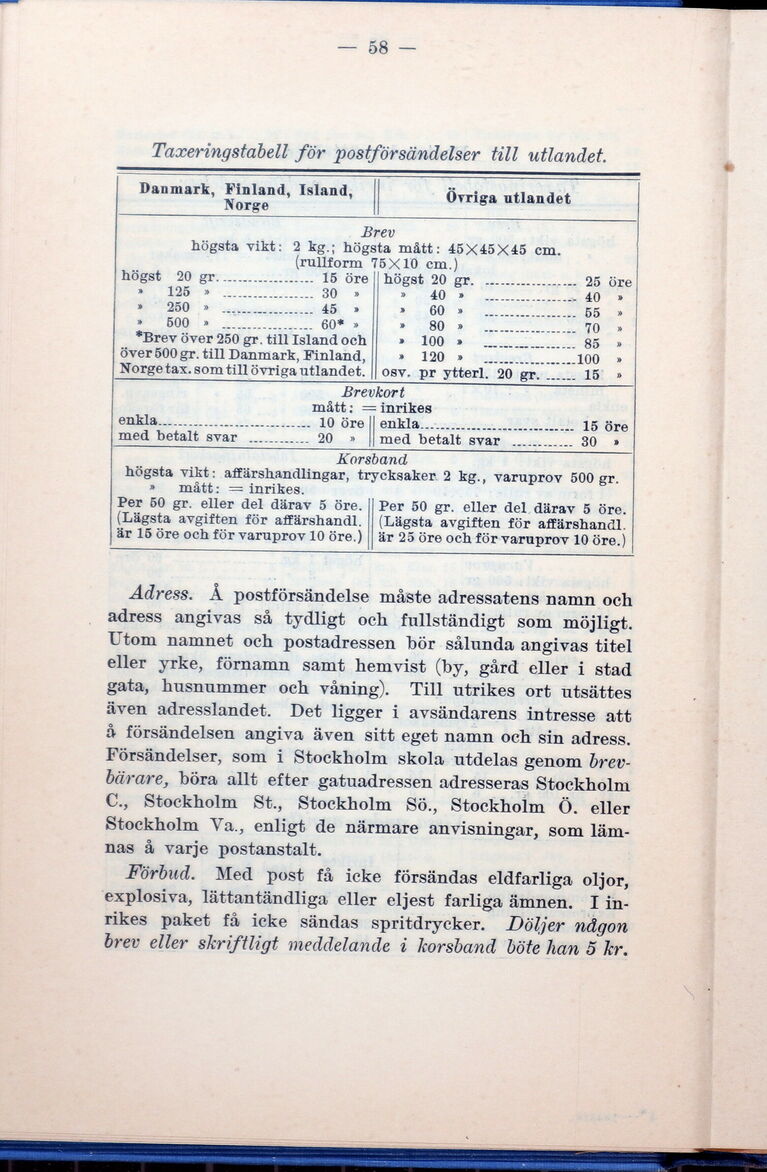 — 58 —
Taxeringstabell för postförsändelser till utlandet.
Danmark, Finland, Island,
Norge
Övriga utlandet
Brev
högsta vikt: 2 kg.; högsta mått: 45×45×45 cm.
(rullform 75×10 cm.)
högst 20 gr. 15 öre
» 125 » 30 »
» 250 » 45 »
» 500 » 60* »
*Brev över 250 gr. till Island och
över 500 gr. till Danmark, Finland,
Norge tax. som till övriga utlandet.
högst 20 gr. 25 öre
» 40 » 40 »
» 60 » 55 »
» 80 » 70 »
» 100 » 85 »
» 120 » 100 »
osv. pr ytterl. 20 gr. 15 »
Brevkort
mått: = inrikes
enkla 10 öre
med betalt svar 20 »
enkla 15 öre
med betalt svar 30 »
Korsband
högsta vikt: affärshandlingar, trycksaker 2 kg., varuprov 500 gr.
» mått: = inrikes.
Per 50 gr. eller del därav 5 öre.
(Lägsta avgiften för affärshandl.
är 15 öre och för varuprov 10 öre.)
Per 50 gr. eller del därav 5 öre.
(Lägsta avgiften för affärshandl.
är 25 öre och för varuprov 10 öre.)
Adress. Å postförsändelse måste adressatens namn och
adress angivas så tydligt och fullständigt som möjligt.
Utom namnet och postadressen bör sålunda angivas titel
eller yrke, förnamn samt hemvist (by, gård eller i stad
gata, husnummer och våning). Till utrikes ort utsättes
även adresslandet. Det ligger i avsändarens intresse att
å försändelsen angiva även sitt eget namn och sin adress.
Försändelser, som i Stockholm skola utdelas genom brev-
bärare, böra allt efter gatuadressen adresseras Stockholm
C., Stockholm St., Stockholm Sö., Stockholm Ö. eller
Stockholm Va., enligt de närmare anvisningar, som läm-
nas å varje postanstalt.
Förbud. Med post få icke försändas eldfarliga oljor,
explosiva, lättantändliga eller eljest farliga ämnen. I in-
rikes paket få icke sändas spritdrycker. Döljer någon
brev eller skriftligt meddelande i korsband böte han 5 kr.